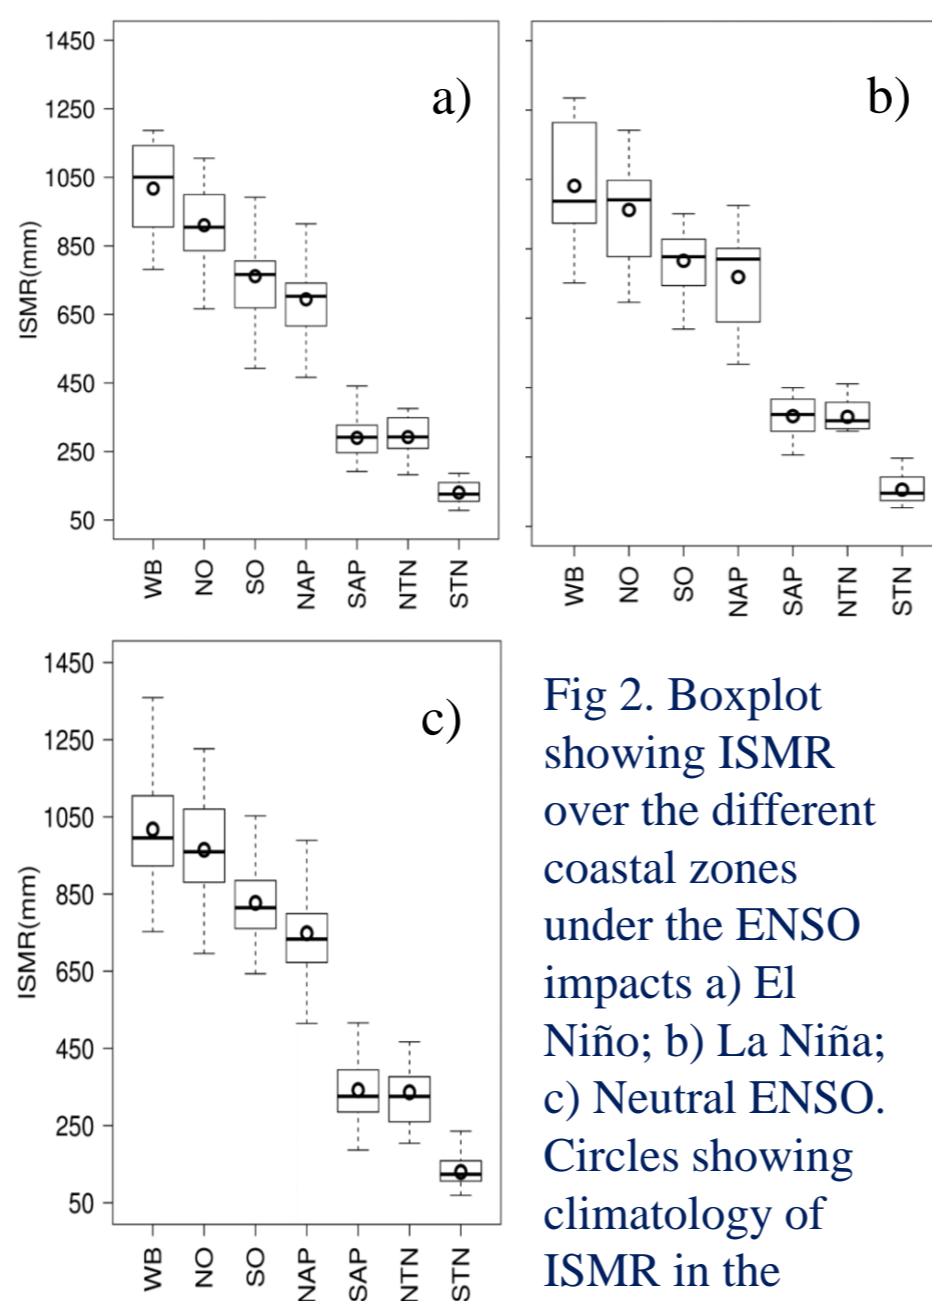 a)
1450
1250
1050
850
650
450
250
50
ISMR(mm)
WB NO SO NAP SAP NTN STN
b)
WB NO SO NAP SAP NTN STN
c)
1450
1250
1050
850
650
450
250
50
ISMR(mm)
WB NO SO NAP SAP NTN STN
Fig 2. Boxplot
showing ISMR
over the different
coastal zones
under the ENSO
impacts a) El
Niño; b) La Niña;
c) Neutral ENSO.
Circles showing
climatology of
ISMR in the